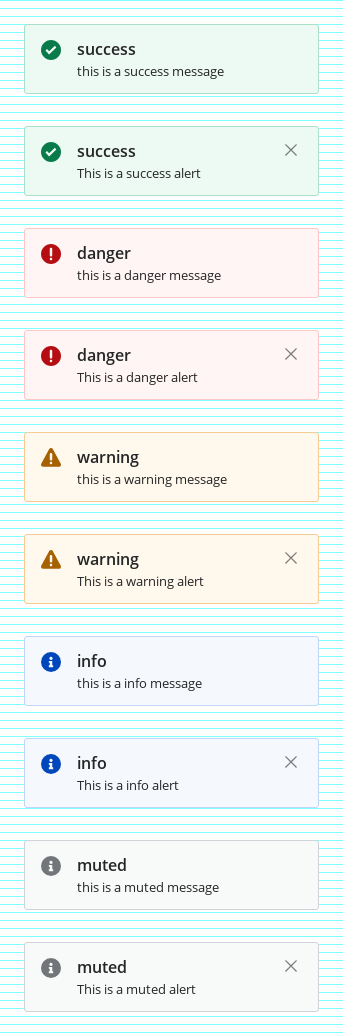 success
this is a success message
success
This is a success alert
danger
this is a danger message
danger
This is a danger alert
warning
this is a warning message
warning
This is a warning alert
info
this is a info message
info
This is a info alert
muted
this is a muted message
muted
This is a muted alert